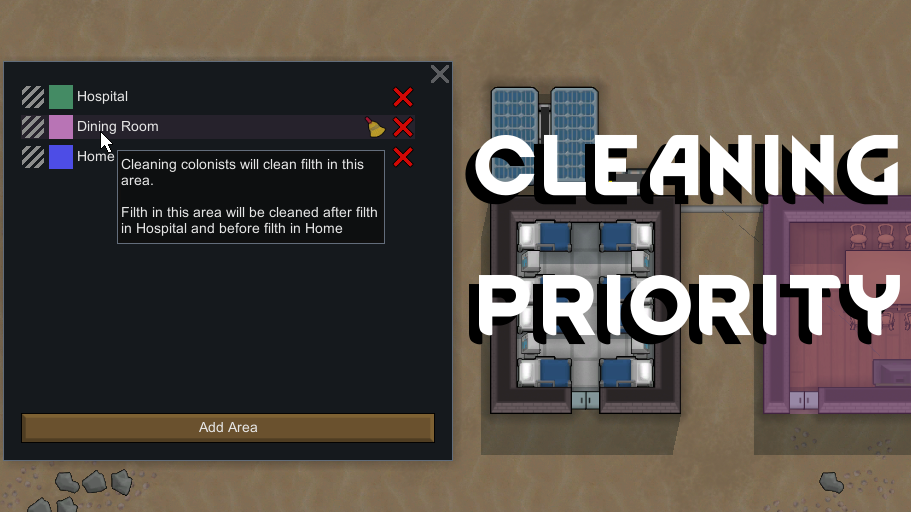 Hospital
Dining Room
Home
Cleaning colonists will clean filth in this
area.
Filth in this area will be cleaned after filth
in Hospital and before filth in Home
Add Area
CLEANING
PRIORITY